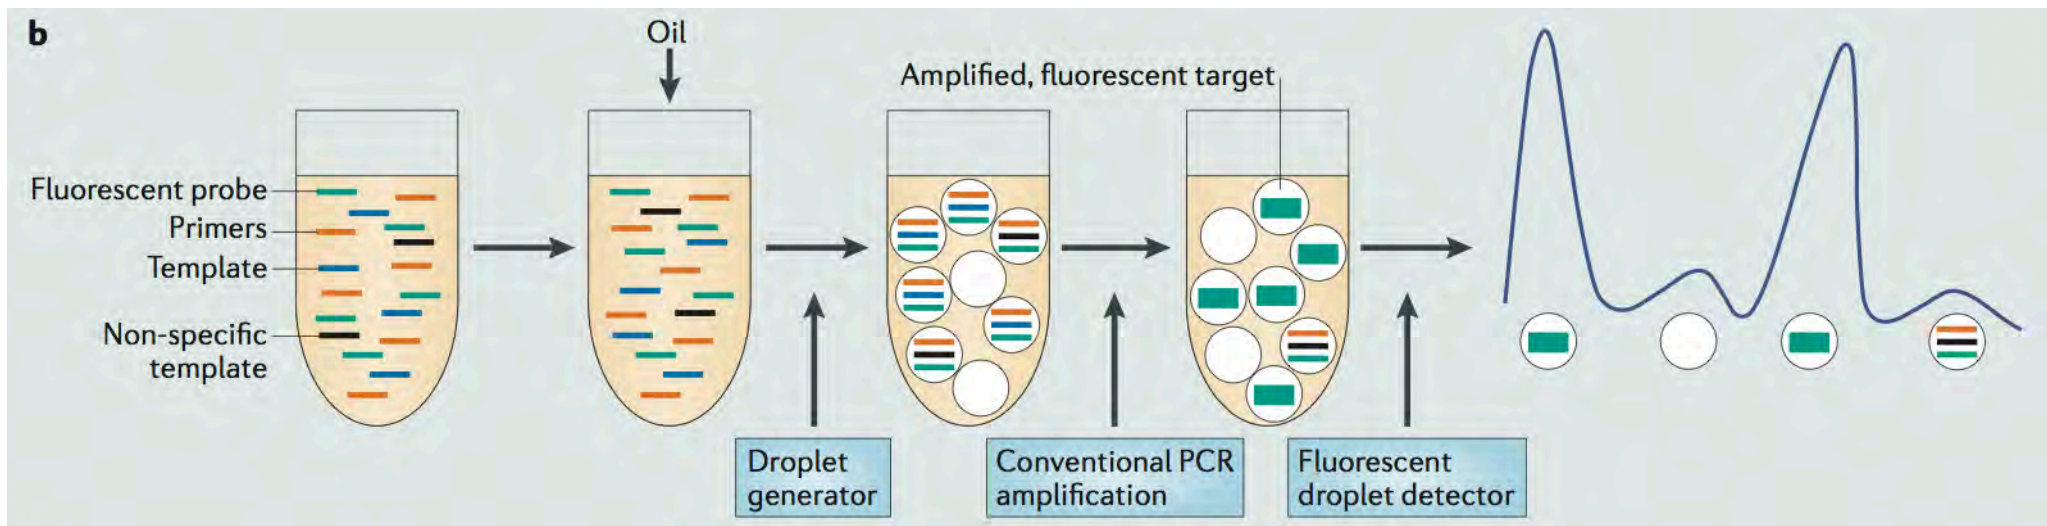 b
Oil
Amplified, fluorescent target
Fluorescent probe
Primers
Template
Non-specific
template
Droplet
generator
Conventional PCR
amplification
Fluorescent
droplet detector